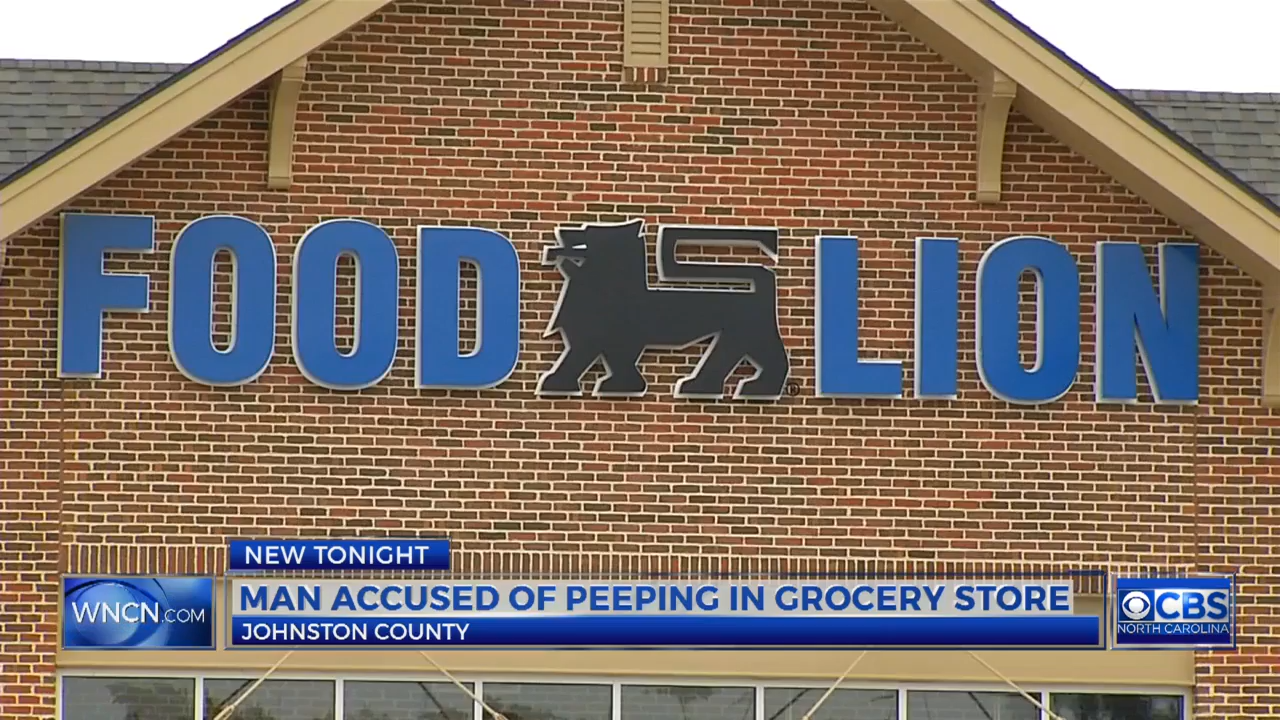 FOOD LION
®
NEW TONIGHT
WNCN.COM
MAN ACCUSED OF PEEPING IN GROCERY STORE
JOHNSTON COUNTY
CBS
NORTH CAROLINA